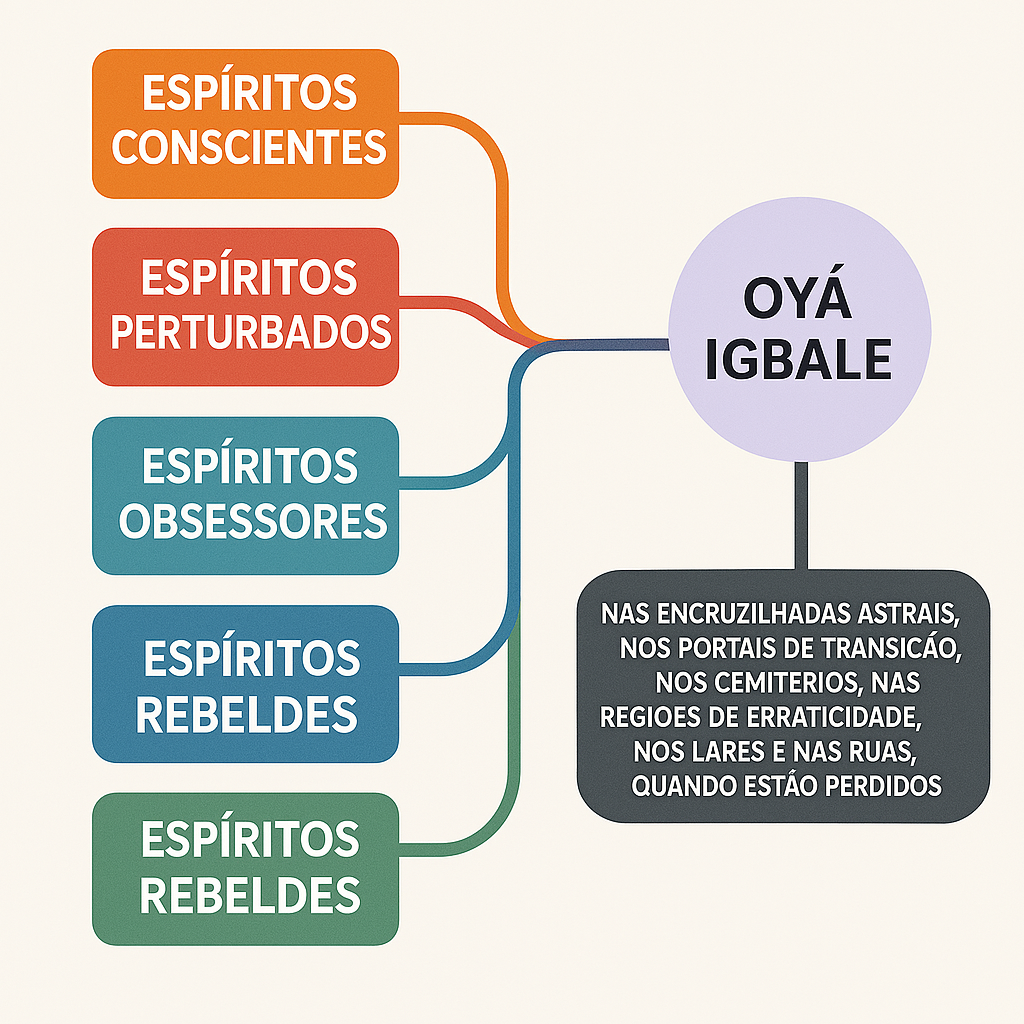 ESPÍRITOS
CONSCIENTES
ESPÍRITOS
PERTURBADOS
ESPÍRITOS
OBSESSORES
ESPÍRITOS
REBELDES
ESPÍRITOS
REBELDES
OYÁ
IGBALE
NAS ENCRUZILHADAS ASTRAIS,
NOS PORTAIS DE TRANSICÁO,
NOS CEMITERIOS, NAS
REGIOES DE ERRATICIDADE,
NOS LARES E NAS RUAS,
QUANDO ESTÁO PERDIDOS